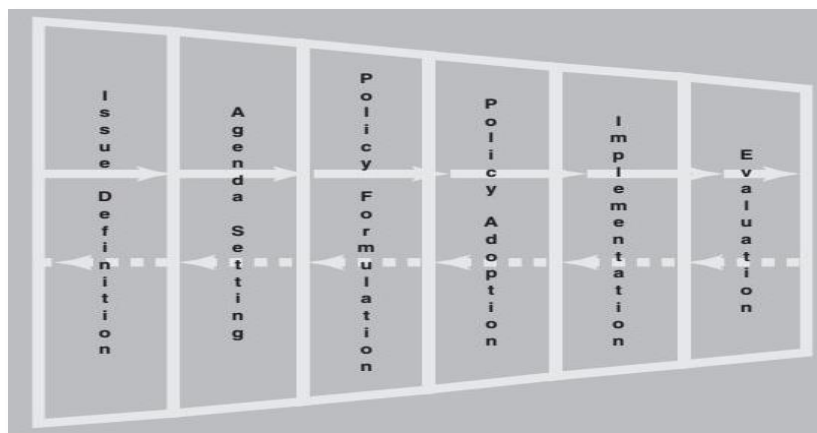 Issue Definition
Agenda Setting
Policy Formulation
Policy Adoption
Implementation
Evaluation